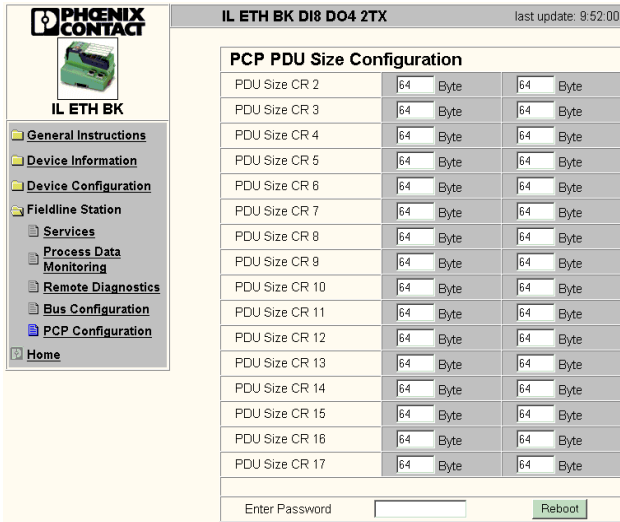 PHŒNIX
CONTACT
IL ETH BK
General Instructions
Device Information
Device Configuration
Fieldline Station
Services
Process Data
Monitoring
Remote Diagnostics
Bus Configuration
PCP Configuration
Home
IL ETH BK DI8 DO4 2TX last update: 9:52:00
PCP PDU Size Configuration
PDU Size CR 2 64 Byte 64 Byte
PDU Size CR 3 64 Byte 64 Byte
PDU Size CR 4 64 Byte 64 Byte
PDU Size CR 5 64 Byte 64 Byte
PDU Size CR 6 64 Byte 64 Byte
PDU Size CR 7 64 Byte 64 Byte
PDU Size CR 8 64 Byte 64 Byte
PDU Size CR 9 64 Byte 64 Byte
PDU Size CR 10 64 Byte 64 Byte
PDU Size CR 11 64 Byte 64 Byte
PDU Size CR 12 64 Byte 64 Byte
PDU Size CR 13 64 Byte 64 Byte
PDU Size CR 14 64 Byte 64 Byte
PDU Size CR 15 64 Byte 64 Byte
PDU Size CR 16 64 Byte 64 Byte
PDU Size CR 17 64 Byte 64 Byte
Enter Password Reboot